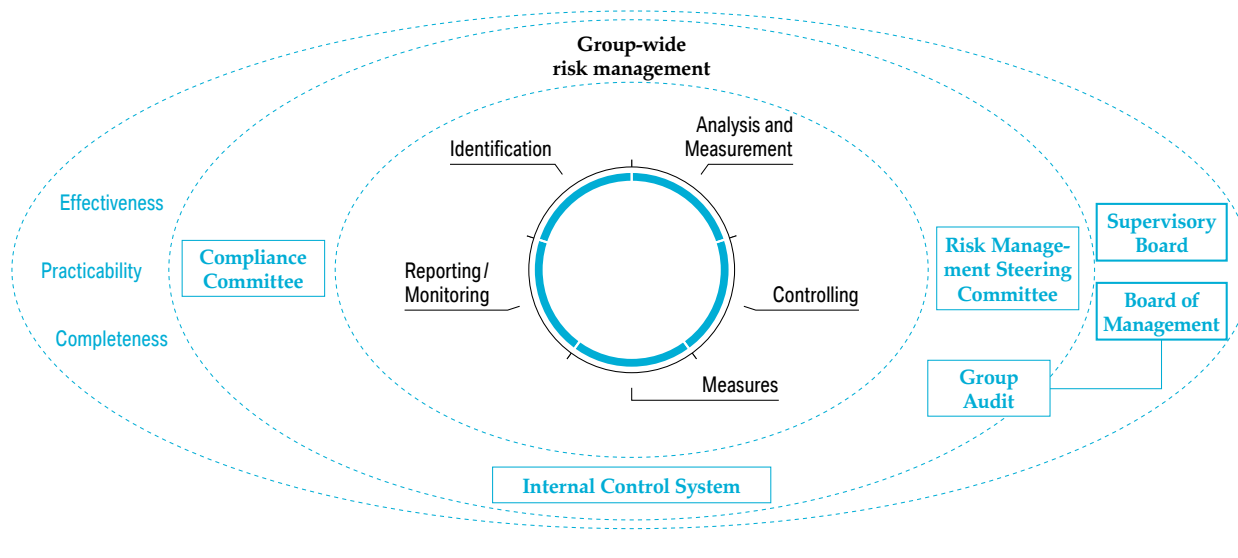 Group-wide
risk management
Identification
Analysis and
Measurement
Effectiveness
Practicability
Completeness
Compliance
Committee
Reporting/
Monitoring
Controlling
Measures
Risk Manage-
ment Steering
Committee
Supervisory
Board
Board of
Management
Group
Audit
Internal Control System